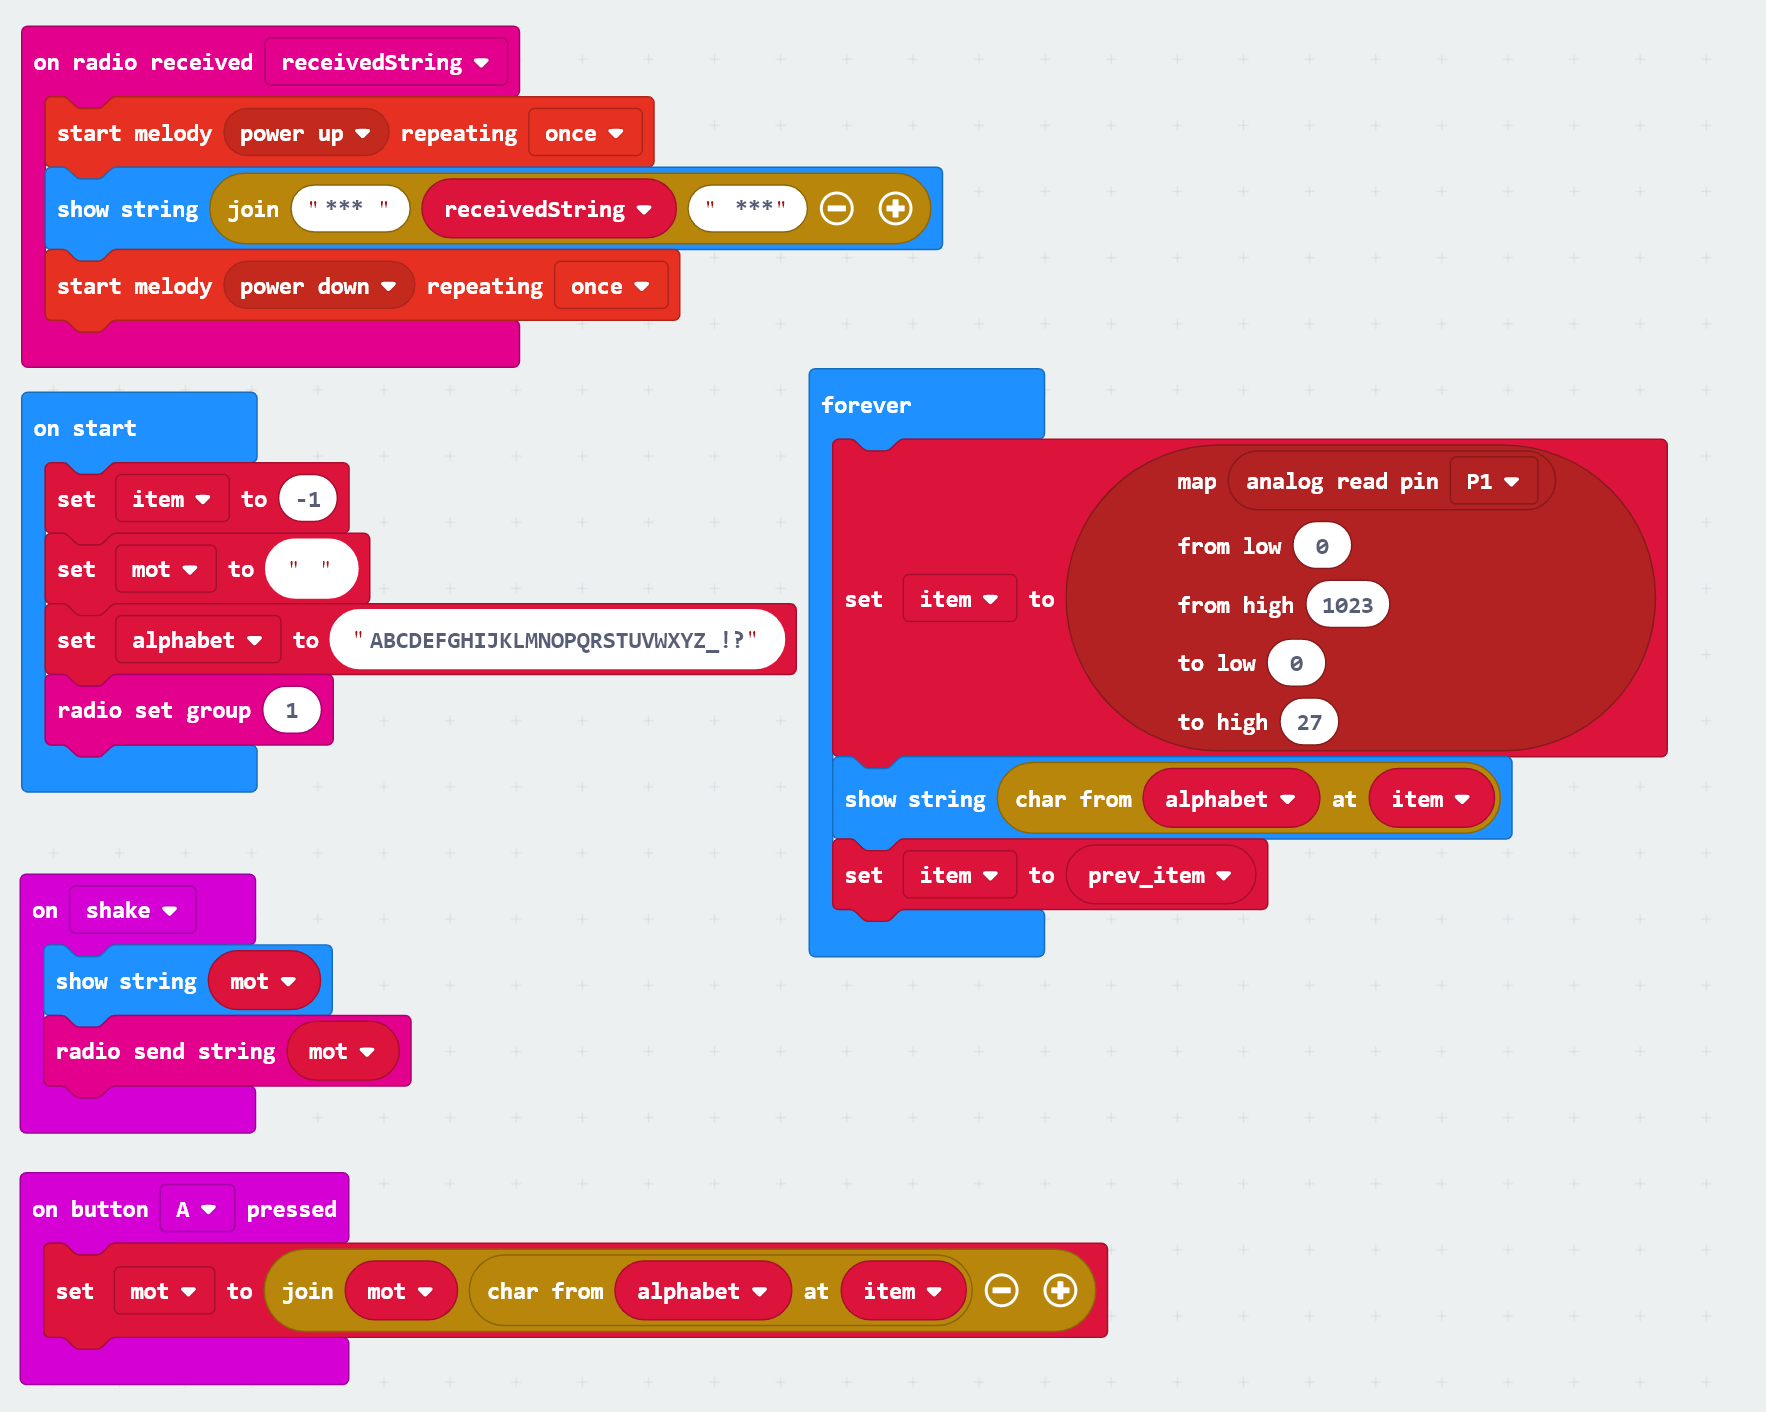 on radio received receivedString
start melody power up repeating once
show string join "*** " receivedString " ***"
start melody power down repeating once
on start
set item to -1
set mot to " "
set alphabet to "ABCDEFGHIJKLMNOPQRSTUVWXYZ_!?"
radio set group 1
forever
map analog read pin P1
from low 0
from high 1023
set item to
to low 0
to high 27
show string char from alphabet at item
set item to prev_item
on shake
show string mot
radio send string mot
on button A pressed
set mot to join mot char from alphabet at item